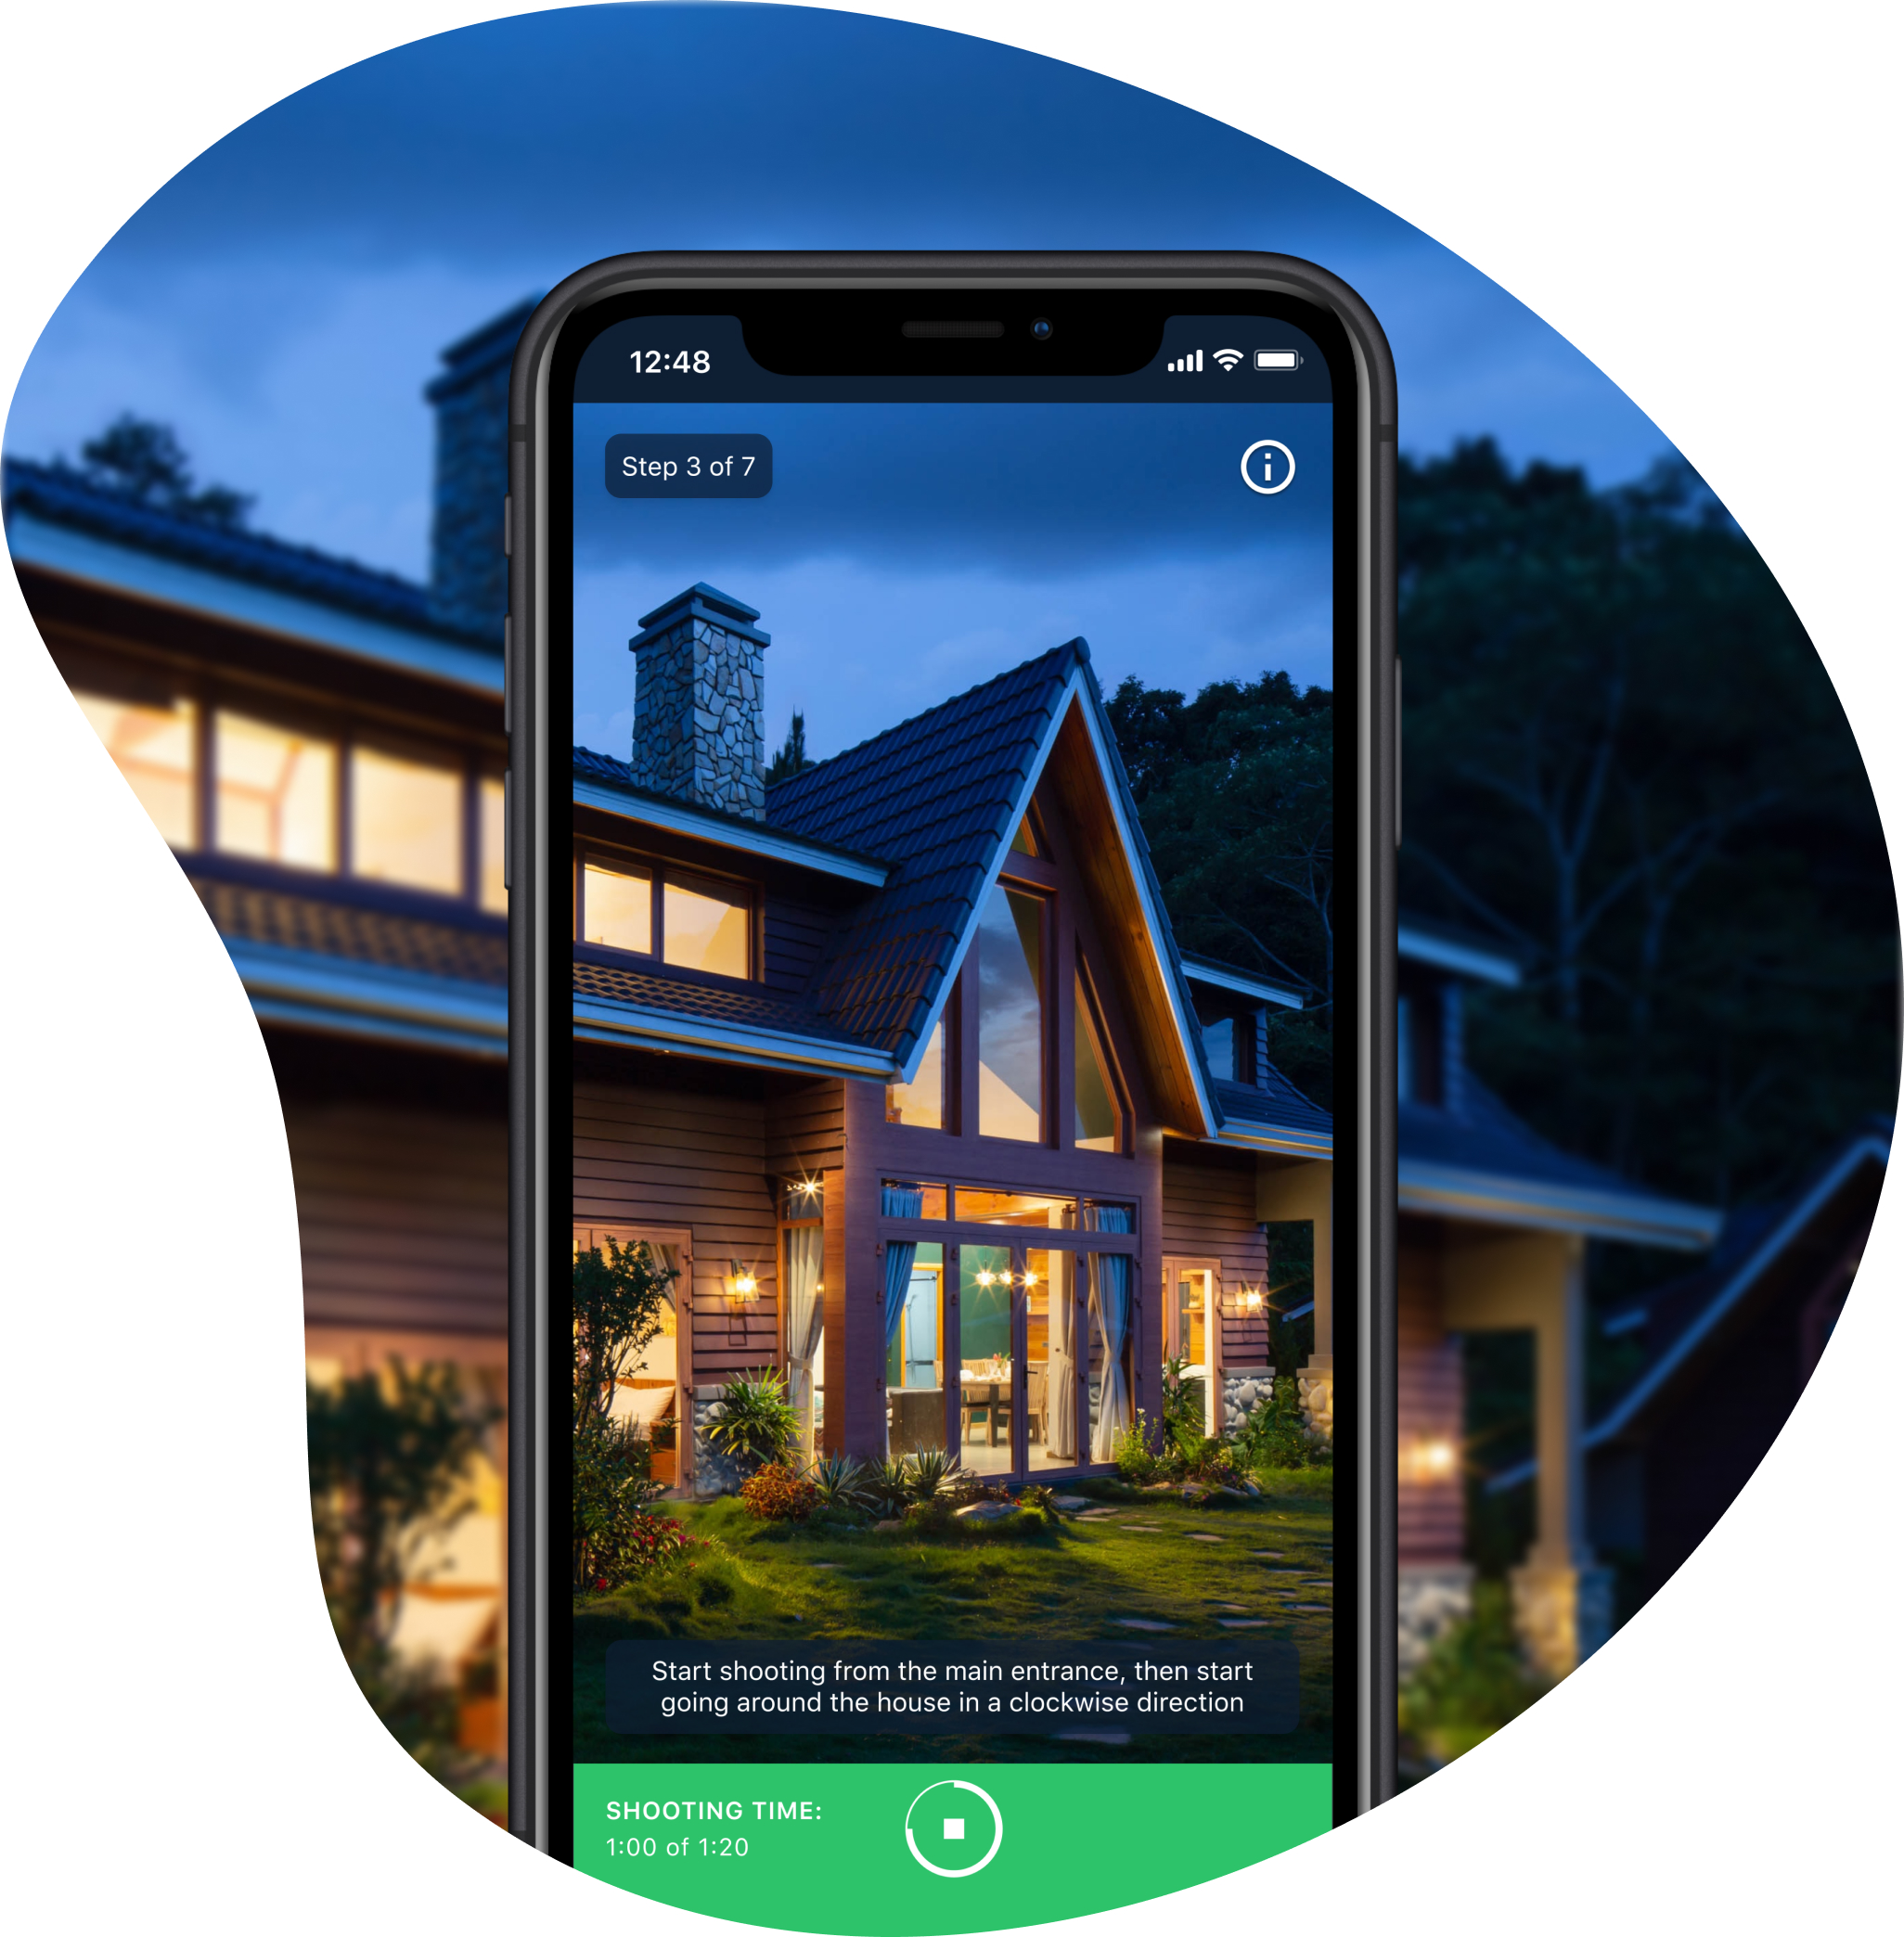 12:48
Step 3 of 7
Start shooting from the main entrance, then start
going around the house in a clockwise direction
SHOOTING TIME:
1:00 of 1:20